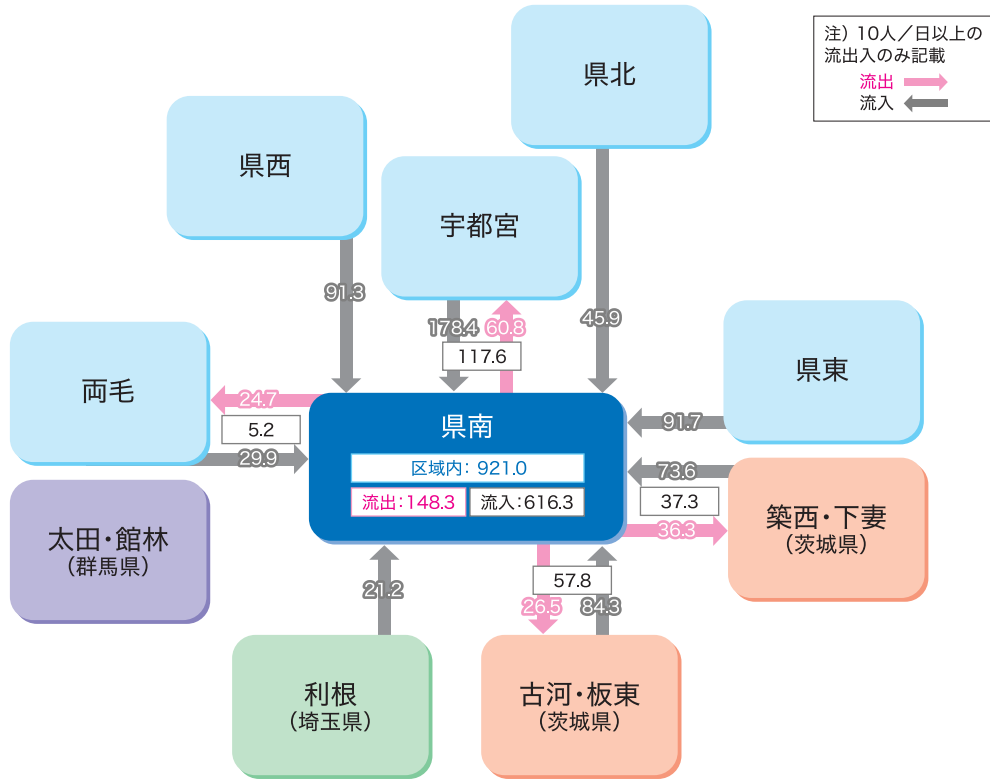 注）10人／日以上の
流出入のみ記載
流出
流入
県北
県西
宇都宮
91.3
178.4
60.8
45.9
117.6
両毛
県東
24.7
5.2
29.9
県南
区域内：921.0
流出：148.3
流入：616.3
91.7
73.6
37.3
36.3
太田・館林
（群馬県）
築西・下妻
（茨城県）
21.2
57.8
26.5
84.3
利根
（埼玉県）
古河・板東
（茨城県）